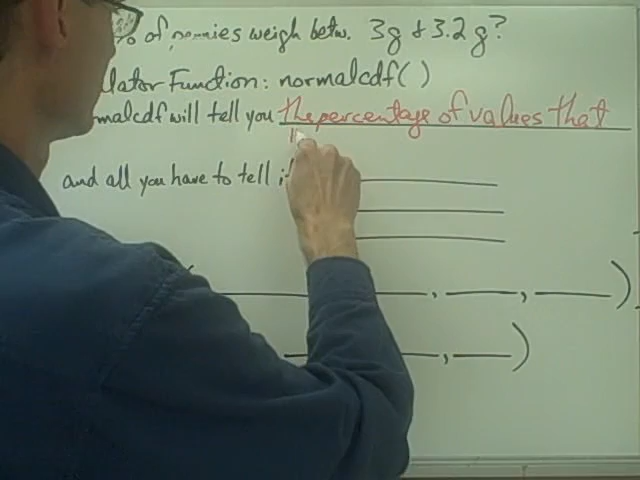 % of pennies weigh betw. 3g & 3.2g?
lator Function: normalcdf()
malcdf will tell you the percentage of values that
and all you have to tell it
, , )
, )